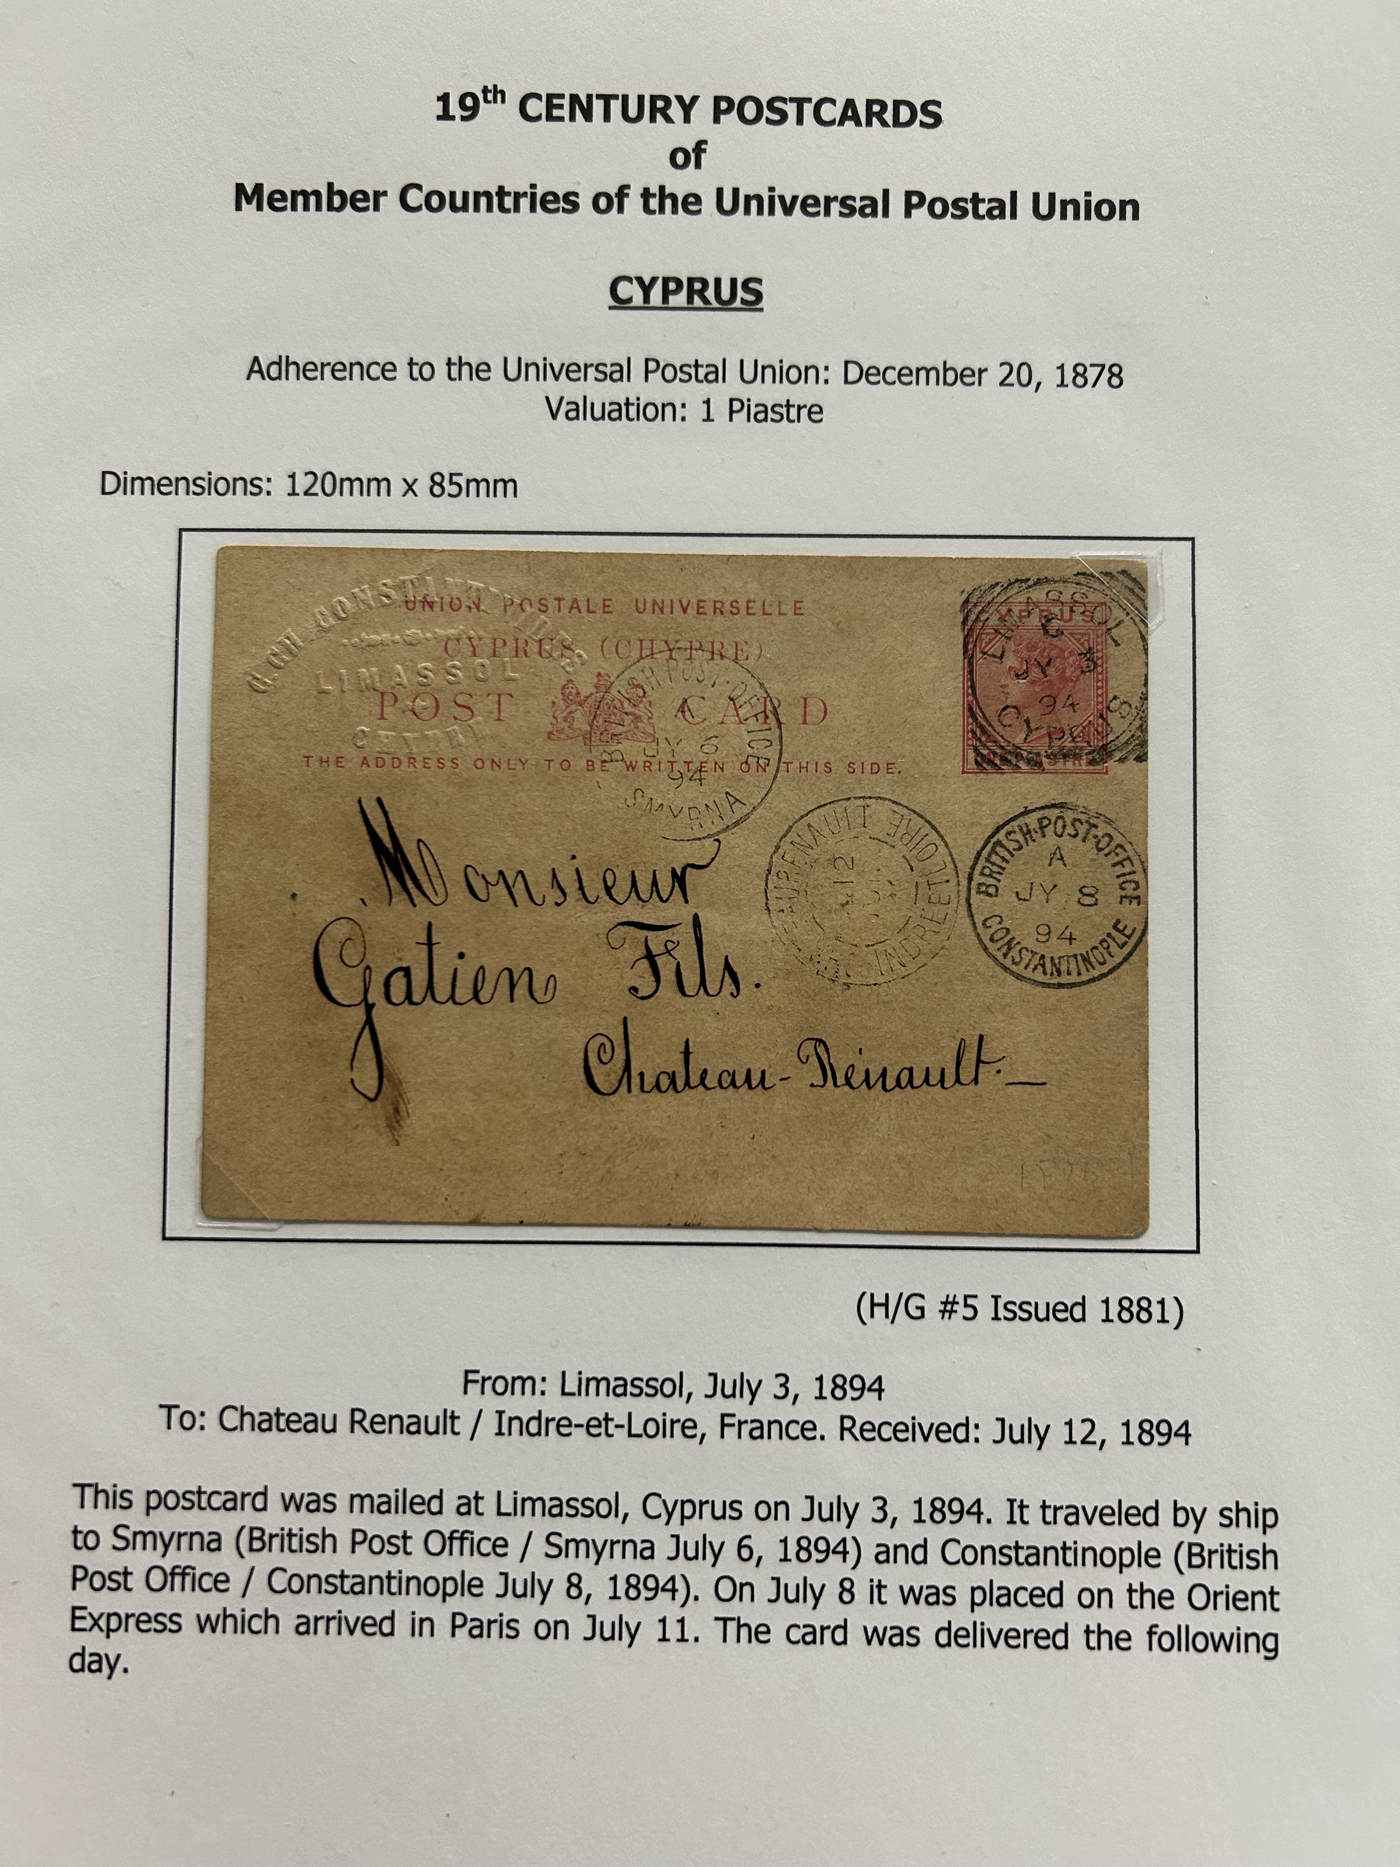 19th CENTURY POSTCARDS
of
Member Countries of the Universal Postal Union
CYPRUS
Adherence to the Universal Postal Union: December 20, 1878
Valuation: 1 Piastre
Dimensions: 120mm x 85mm
UNION POSTALE UNIVERSELLE
CYPRUS (CHYPRE)
POST CARD
THE ADDRESS ONLY TO BE WRITTEN ON THIS SIDE.
LIMASSOL
CYPRUS
LIMASSOL
JY 3
94
CYPRUS
BRITISH POST OFFICE
A
JY 6
94
SMYRNA
12
INDRE ET LOIRE
BRITISH·POST·OFFICE
A
JY 8
94
CONSTANTINOPLE
Monsieur
Gatien Fils.
Chateau-Rénault.
(H/G #5 Issued 1881)
From: Limassol, July 3, 1894
To: Chateau Renault / Indre-et-Loire, France. Received: July 12, 1894
This postcard was mailed at Limassol, Cyprus on July 3, 1894. It traveled by ship
to Smyrna (British Post Office / Smyrna July 6, 1894) and Constantinople (British
Post Office / Constantinople July 8, 1894). On July 8 it was placed on the Orient
Express which arrived in Paris on July 11. The card was delivered the following
day.